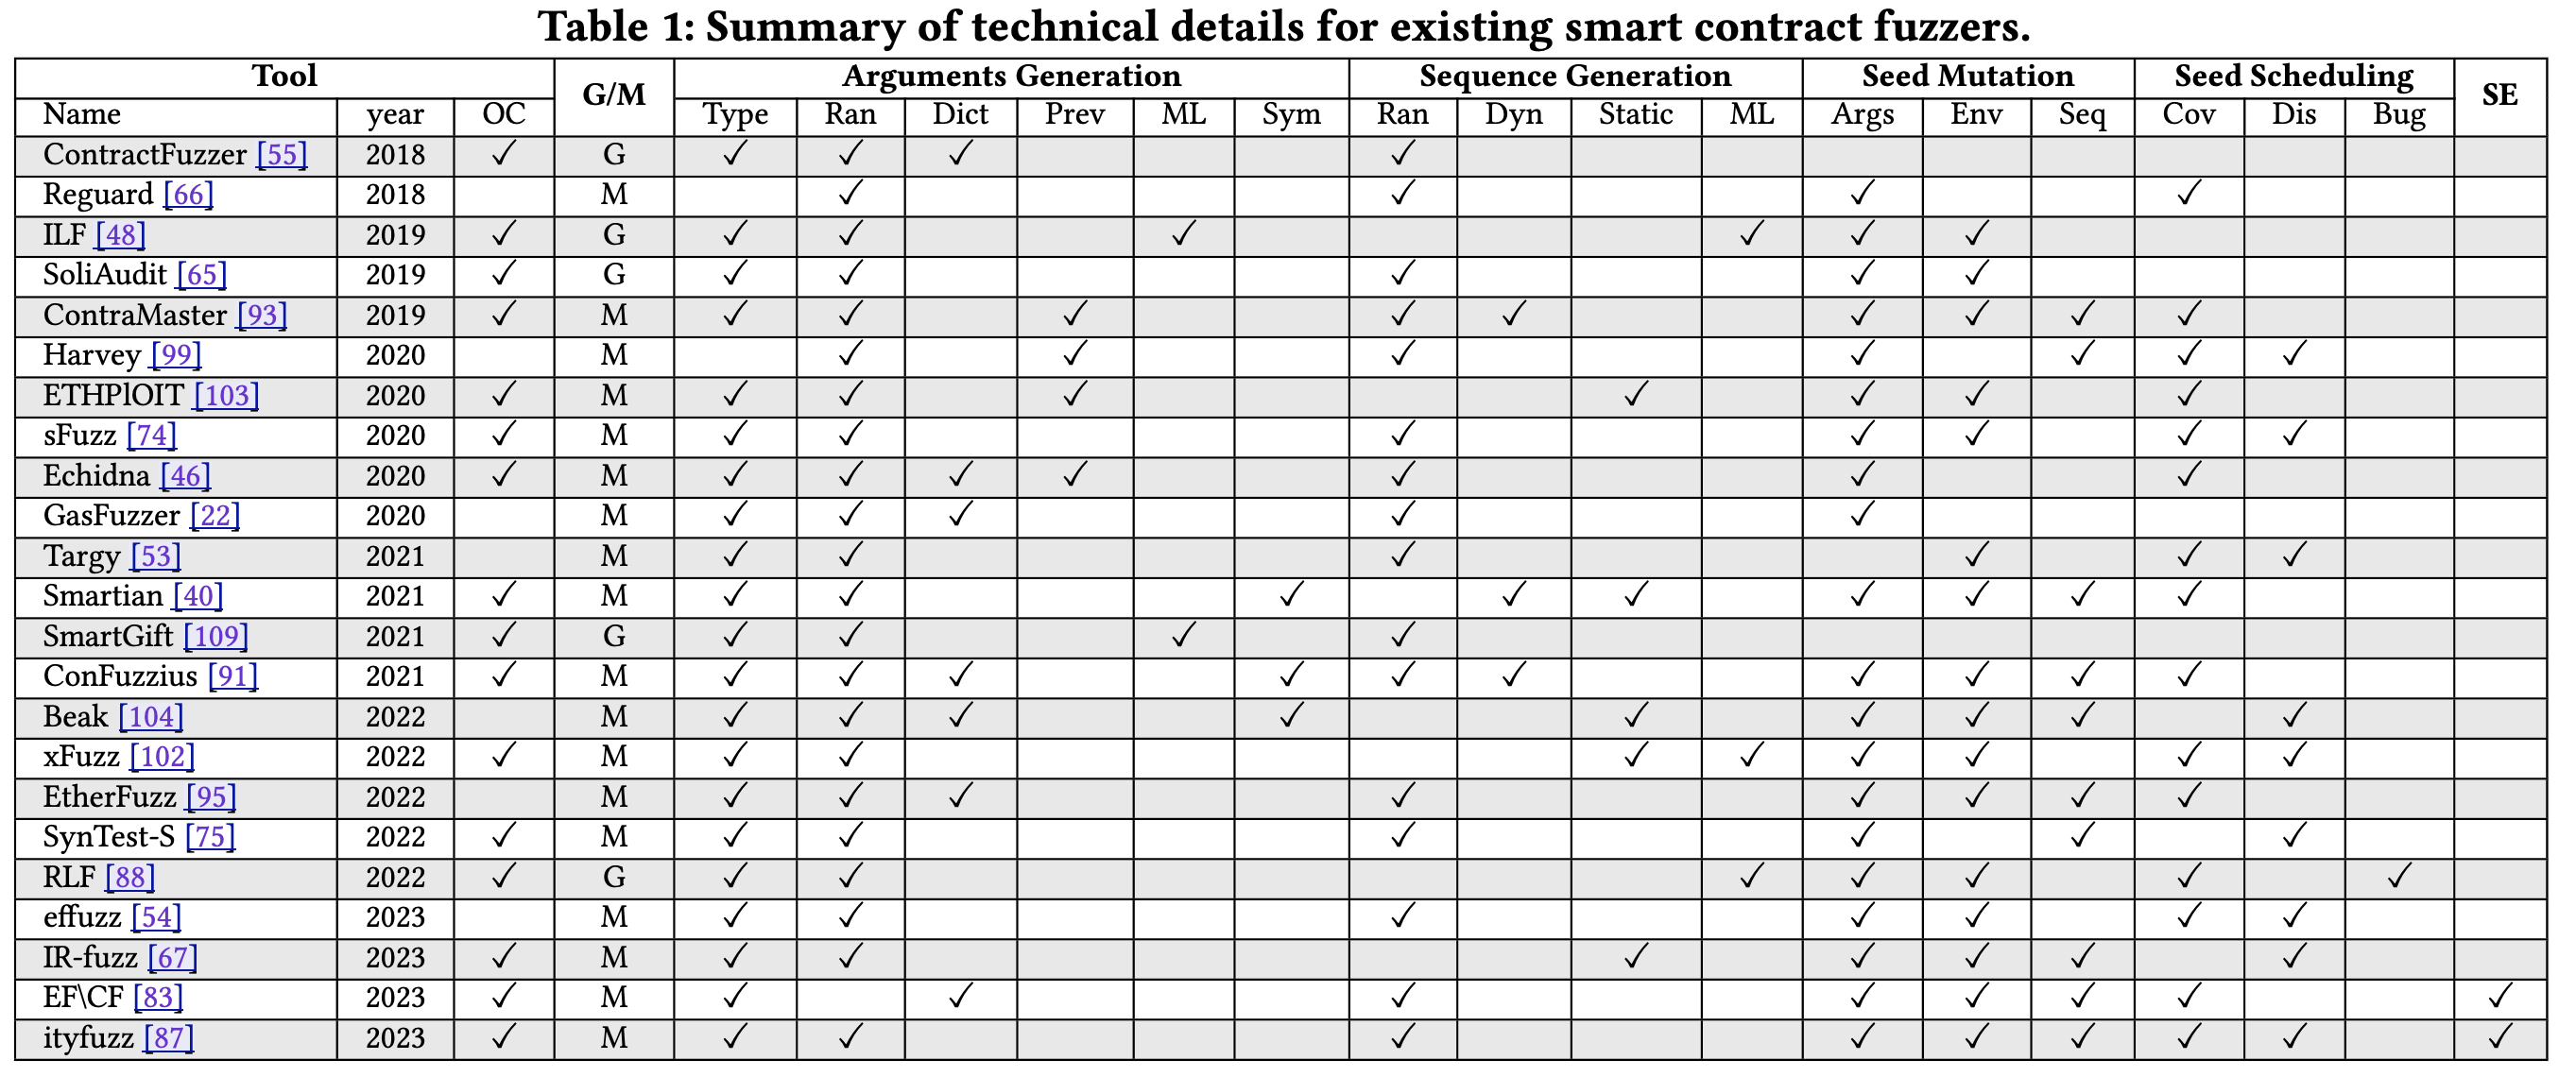 Table 1: Summary of technical details for existing smart contract fuzzers.
Tool G/M Arguments Generation Sequence Generation Seed Mutation Seed Scheduling SE
Name year OC Type Ran Dict Prev ML Sym Ran Dyn Static ML Args Env Seq Cov Dis Bug
ContractFuzzer [55] 2018 ✓ G ✓ ✓ ✓ ✓
Reguard [66] 2018 M ✓ ✓ ✓ ✓
ILF [48] 2019 ✓ G ✓ ✓ ✓ ✓ ✓ ✓
SoliAudit [65] 2019 ✓ G ✓ ✓ ✓ ✓ ✓
ContraMaster [93] 2019 ✓ M ✓ ✓ ✓ ✓ ✓ ✓ ✓ ✓ ✓
Harvey [99] 2020 M ✓ ✓ ✓ ✓ ✓ ✓ ✓
ETHPlOIT [103] 2020 ✓ M ✓ ✓ ✓ ✓ ✓ ✓ ✓
sFuzz [74] 2020 ✓ M ✓ ✓ ✓ ✓ ✓ ✓ ✓
Echidna [46] 2020 ✓ M ✓ ✓ ✓ ✓ ✓ ✓ ✓
GasFuzzer [22] 2020 M ✓ ✓ ✓ ✓ ✓
Targy [53] 2021 M ✓ ✓ ✓ ✓ ✓ ✓
Smartian [40] 2021 ✓ M ✓ ✓ ✓ ✓ ✓ ✓ ✓ ✓ ✓
SmartGift [109] 2021 ✓ G ✓ ✓ ✓ ✓
ConFuzzius [91] 2021 ✓ M ✓ ✓ ✓ ✓ ✓ ✓ ✓ ✓ ✓ ✓
Beak [104] 2022 M ✓ ✓ ✓ ✓ ✓ ✓ ✓ ✓ ✓
xFuzz [102] 2022 ✓ M ✓ ✓ ✓ ✓ ✓ ✓ ✓ ✓
EtherFuzz [95] 2022 M ✓ ✓ ✓ ✓ ✓ ✓ ✓ ✓
SynTest-S [75] 2022 ✓ M ✓ ✓ ✓ ✓ ✓ ✓
RLF [88] 2022 ✓ G ✓ ✓ ✓ ✓ ✓ ✓ ✓
effuzz [54] 2023 M ✓ ✓ ✓ ✓ ✓ ✓ ✓
IR-fuzz [67] 2023 ✓ M ✓ ✓ ✓ ✓ ✓ ✓ ✓
EF\CF [83] 2023 ✓ M ✓ ✓ ✓ ✓ ✓ ✓ ✓ ✓
ityfuzz [87] 2023 ✓ M ✓ ✓ ✓ ✓ ✓ ✓ ✓ ✓ ✓